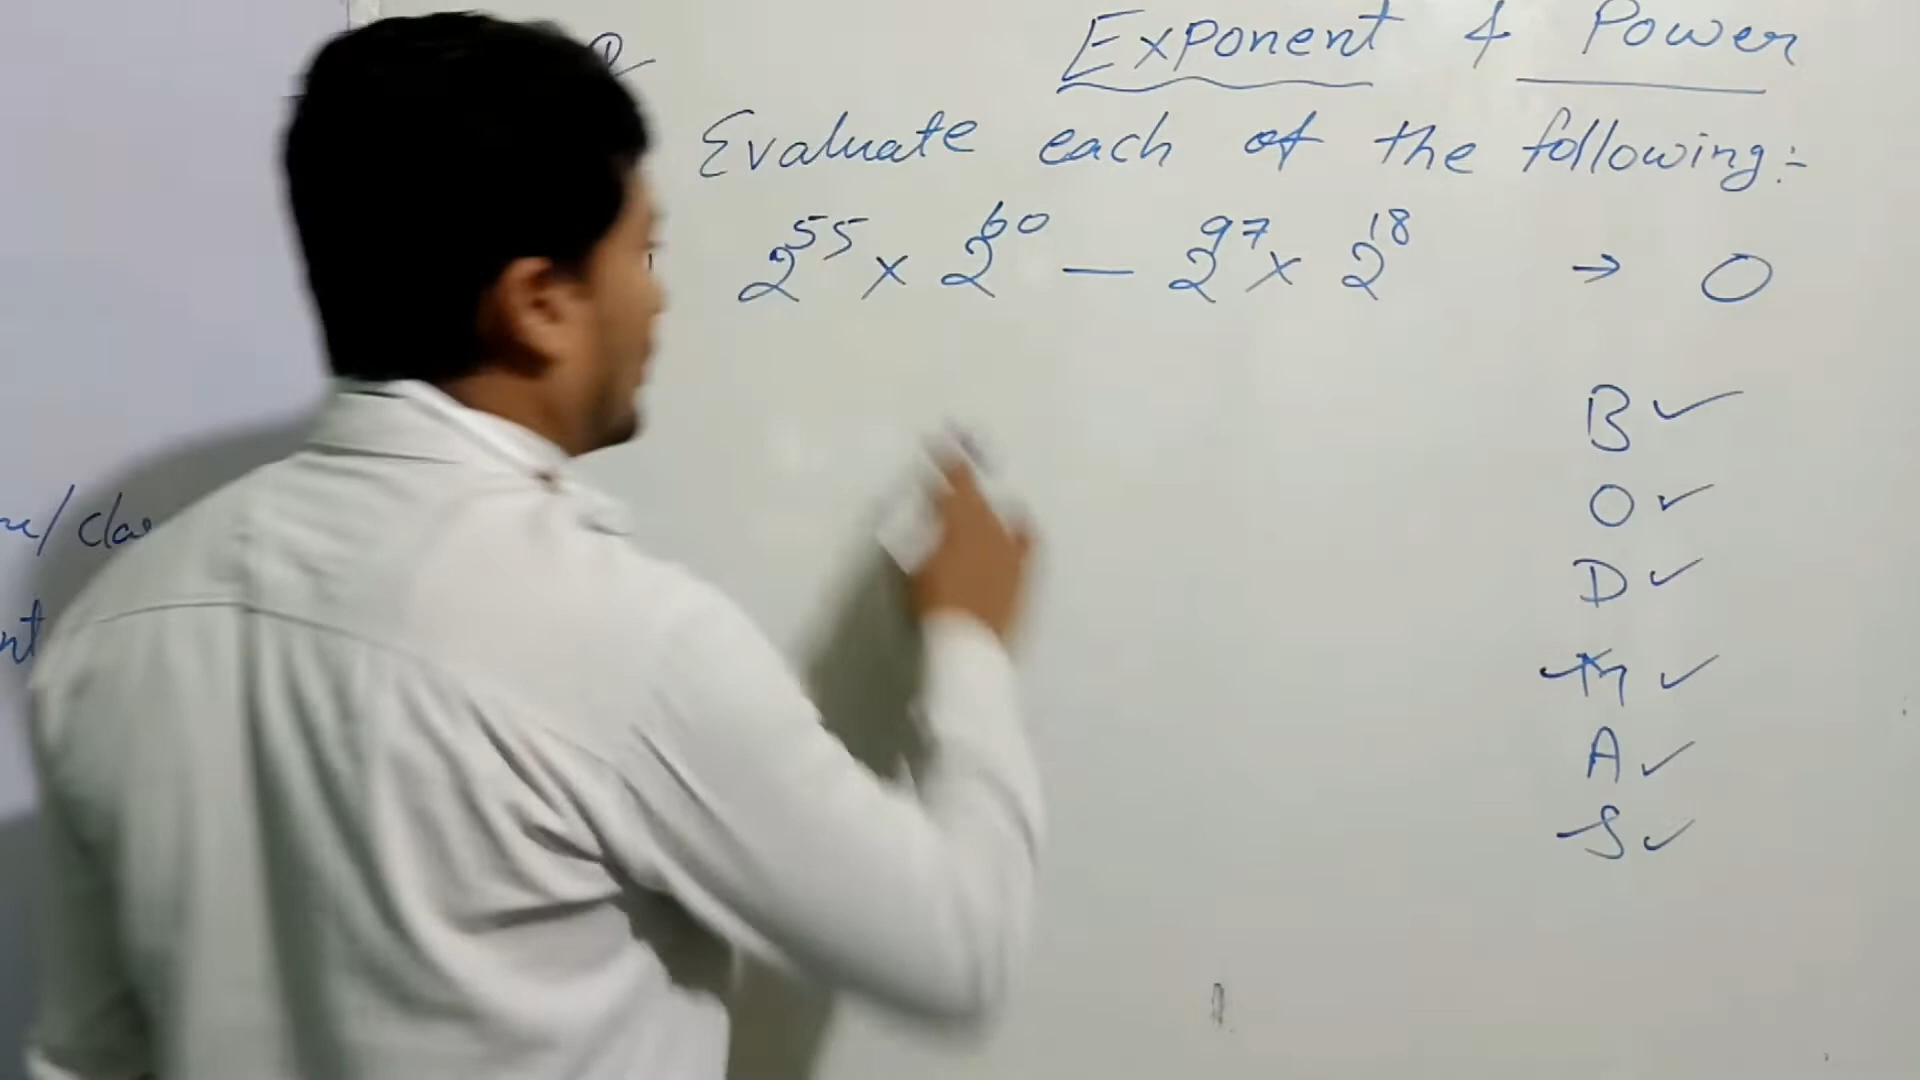 Exponent & Power
Evaluate each of the following:-
2^55 × 2^60 — 2^97 × 2^18 → 0
B ✓
O ✓
D ✓
M ✓
A ✓
S ✓